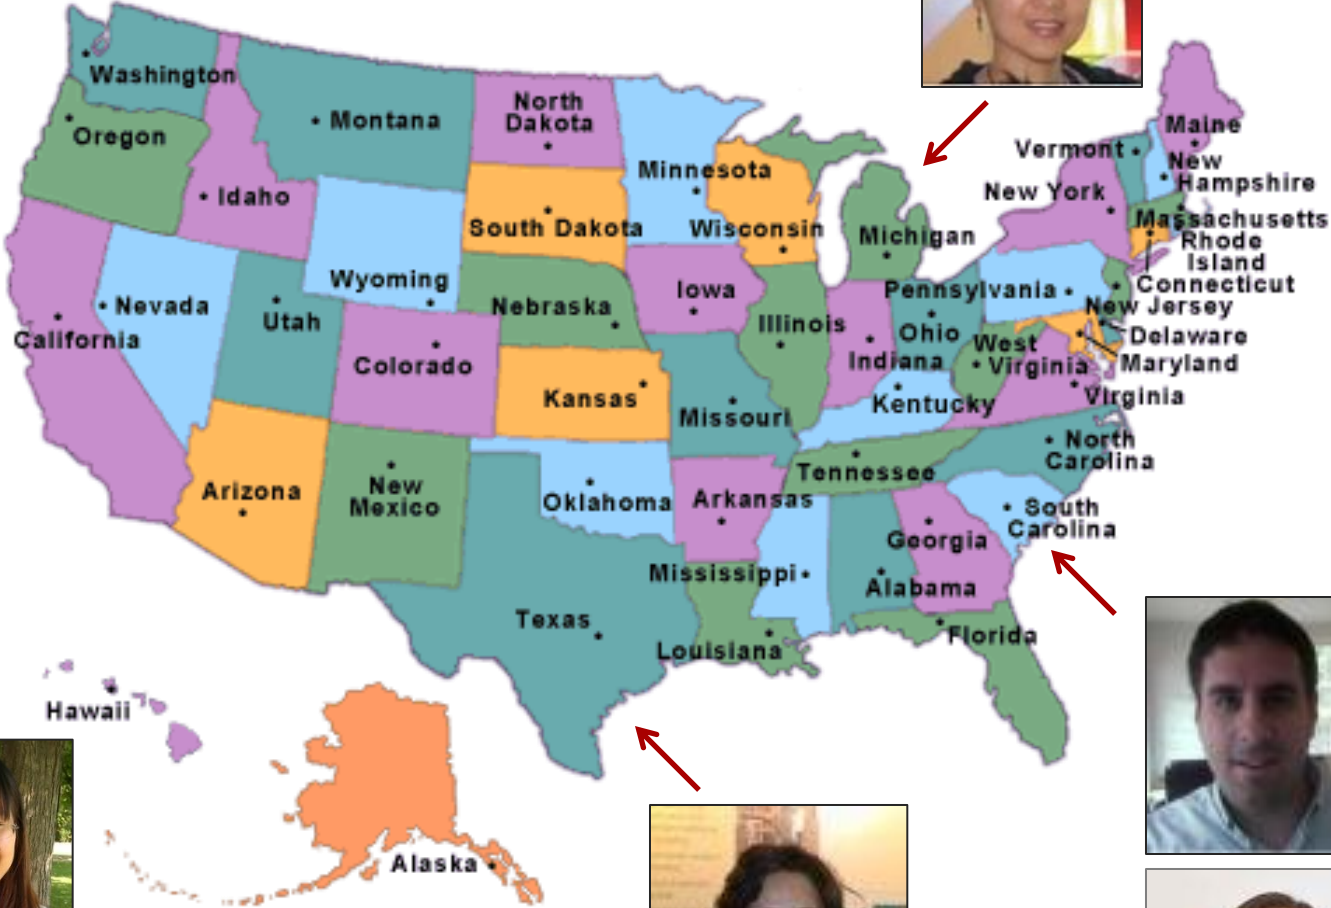 Washington
Oregon
Montana
Idaho
North
Dakota
Minnesota
South Dakota
Wisconsin
Michigan
Vermont
Maine
New
Hampshire
New York
Massachusetts
Rhode
Island
Connecticut
Wyoming
Nevada
Utah
California
Nebraska
Iowa
Pennsylvania
New Jersey
Illinois
Indiana
Ohio
West
Virginia
Delaware
Maryland
Virginia
Colorado
Kansas
Missouri
Kentucky
North
Carolina
Tennessee
Arizona
New
Mexico
Oklahoma
Arkansas
South
Carolina
Georgia
Mississippi
Alabama
Texas
Louisiana
Florida
Hawaii
Alaska